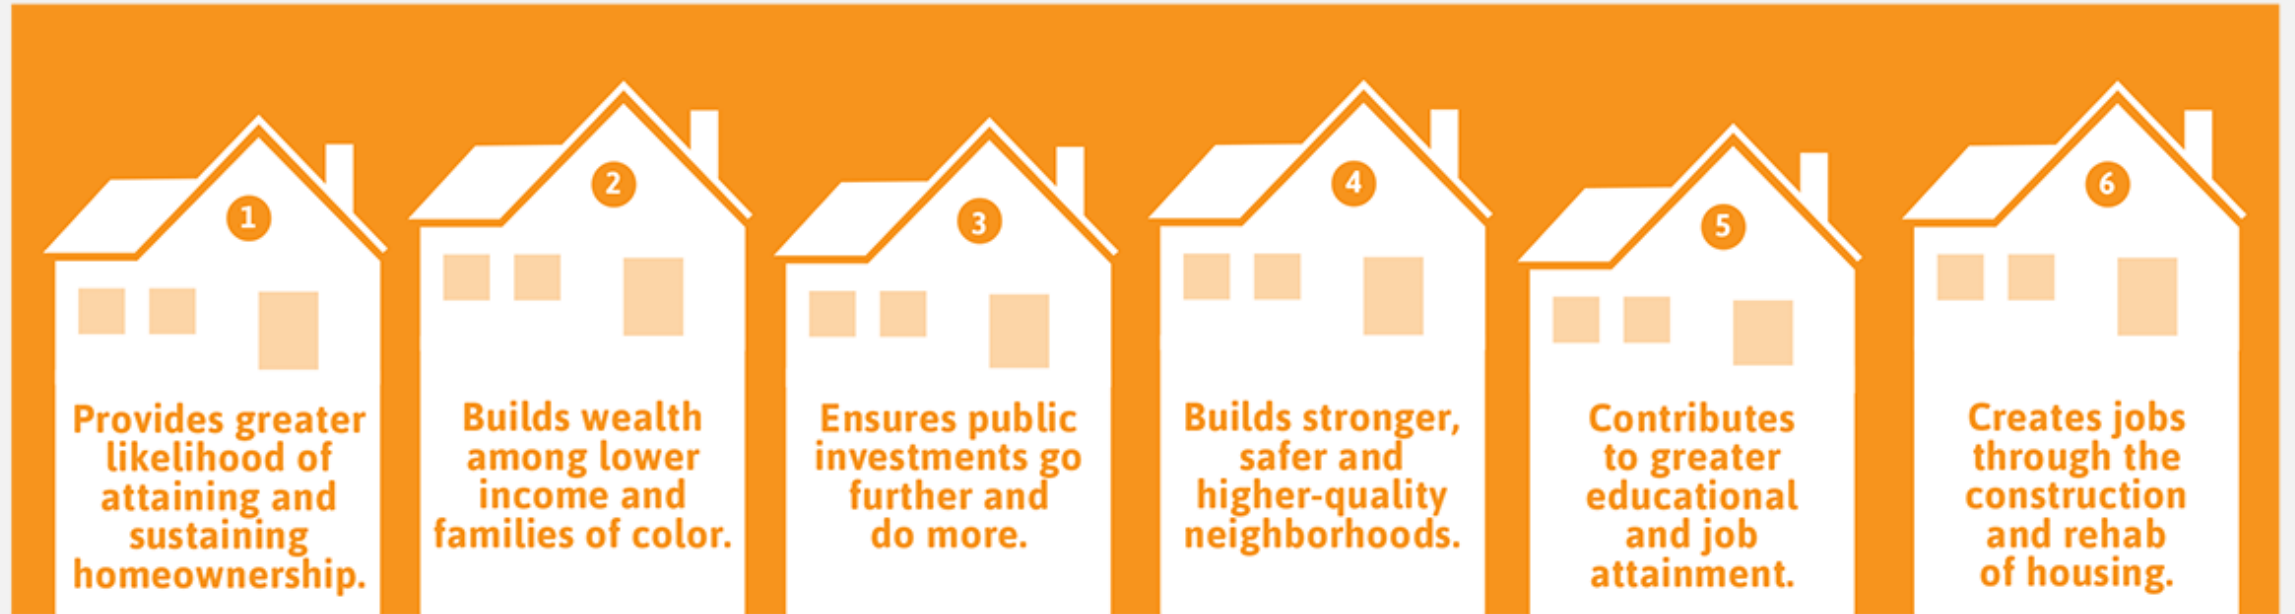 1
Provides greater
likelihood of
attaining and
sustaining
homeownership.
2
Builds wealth
among lower
income and
families of color.
3
Ensures public
investments go
further and
do more.
4
Builds stronger,
safer and
higher-quality
neighborhoods.
5
Contributes
to greater
educational
and job
attainment.
6
Creates jobs
through the
construction
and rehab
of housing.